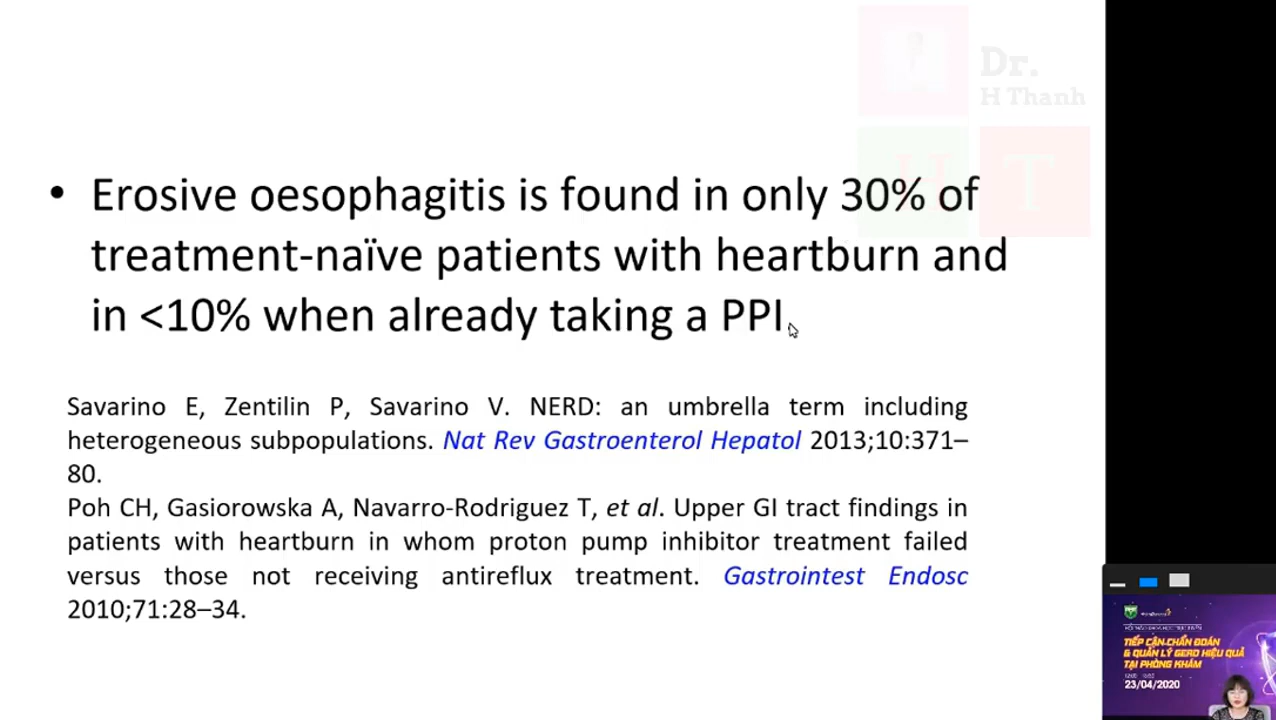 Dr.
H Thanh
H T
• Erosive oesophagitis is found in only 30% of
treatment-naïve patients with heartburn and
in <10% when already taking a PPI.
Savarino E, Zentilin P, Savarino V. NERD: an umbrella term including
heterogeneous subpopulations. Nat Rev Gastroenterol Hepatol 2013;10:371–
80.
Poh CH, Gasiorowska A, Navarro-Rodriguez T, et al. Upper GI tract findings in
patients with heartburn in whom proton pump inhibitor treatment failed
versus those not receiving antireflux treatment. Gastrointest Endosc
2010;71:28–34.
TIẾP CẬN CHẨN ĐOÁN
& QUẢN LÝ GERD HIỆU QUẢ
TẠI PHÒNG KHÁM
23/04/2020